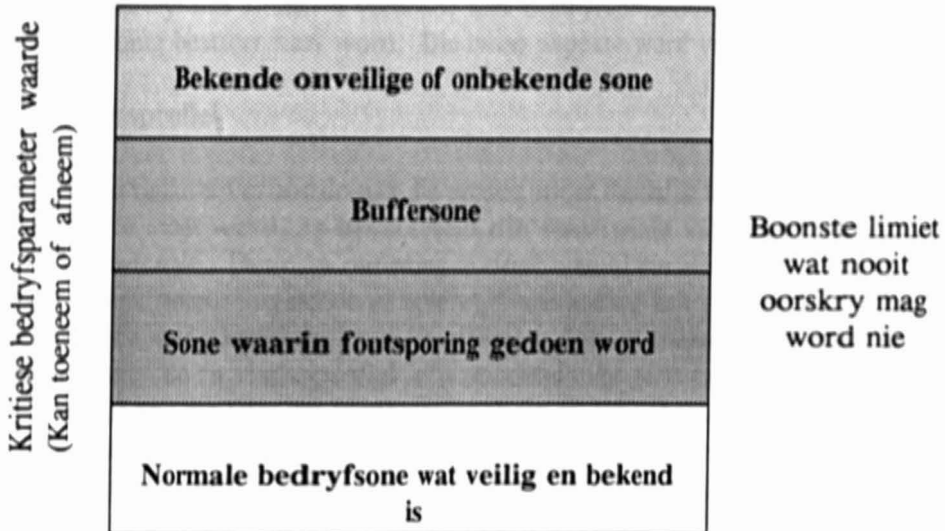 Kritiese bedryfsparameter waarde
(Kan toeneem of afneem)
Bekende onveilige of onbekende sone
Buffersone
Sone waarin foutsporing gedoen word
Normale bedryfsone wat veilig en bekend
is
Boonste limiet
wat nooit
oorskry mag
word nie